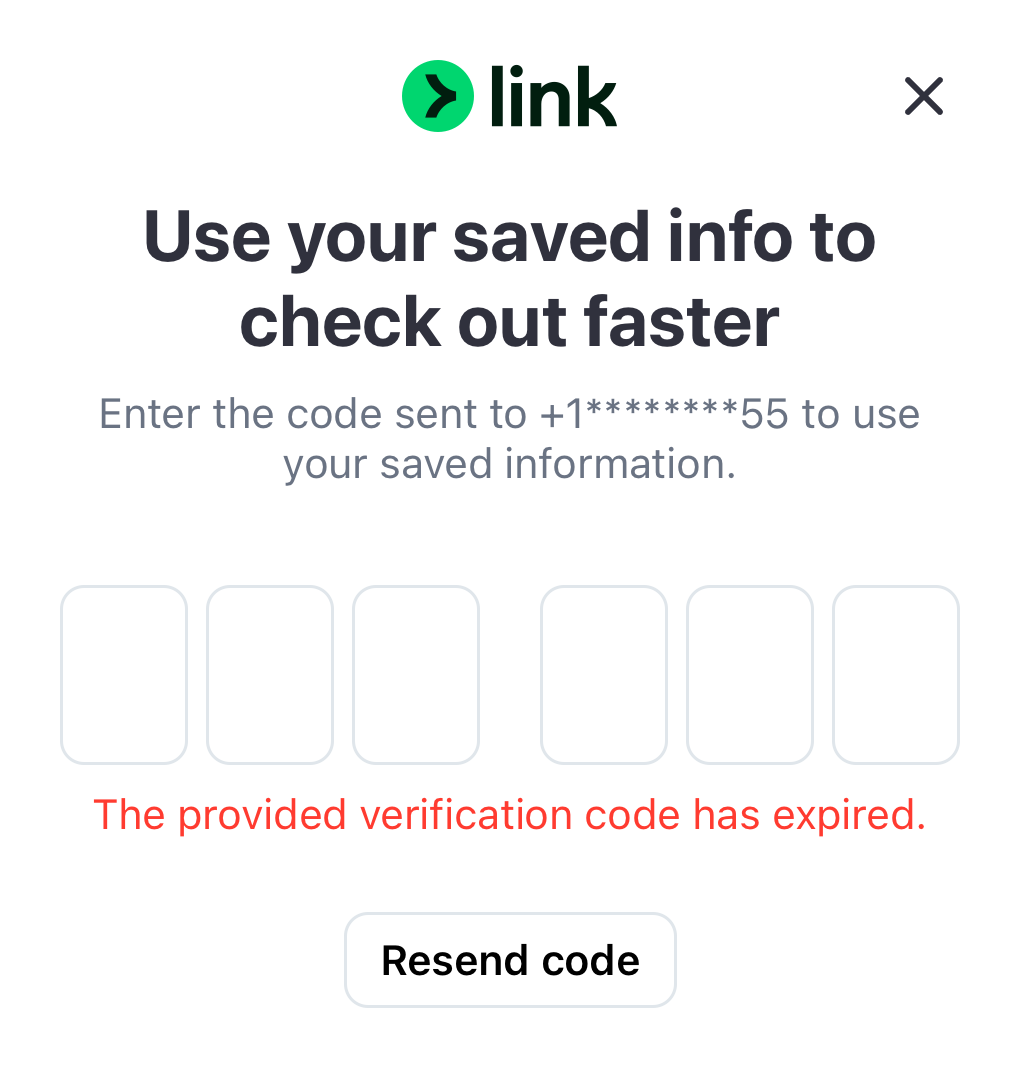 link
Use your saved info to
check out faster
Enter the code sent to +1********55 to use
your saved information.
The provided verification code has expired.
Resend code